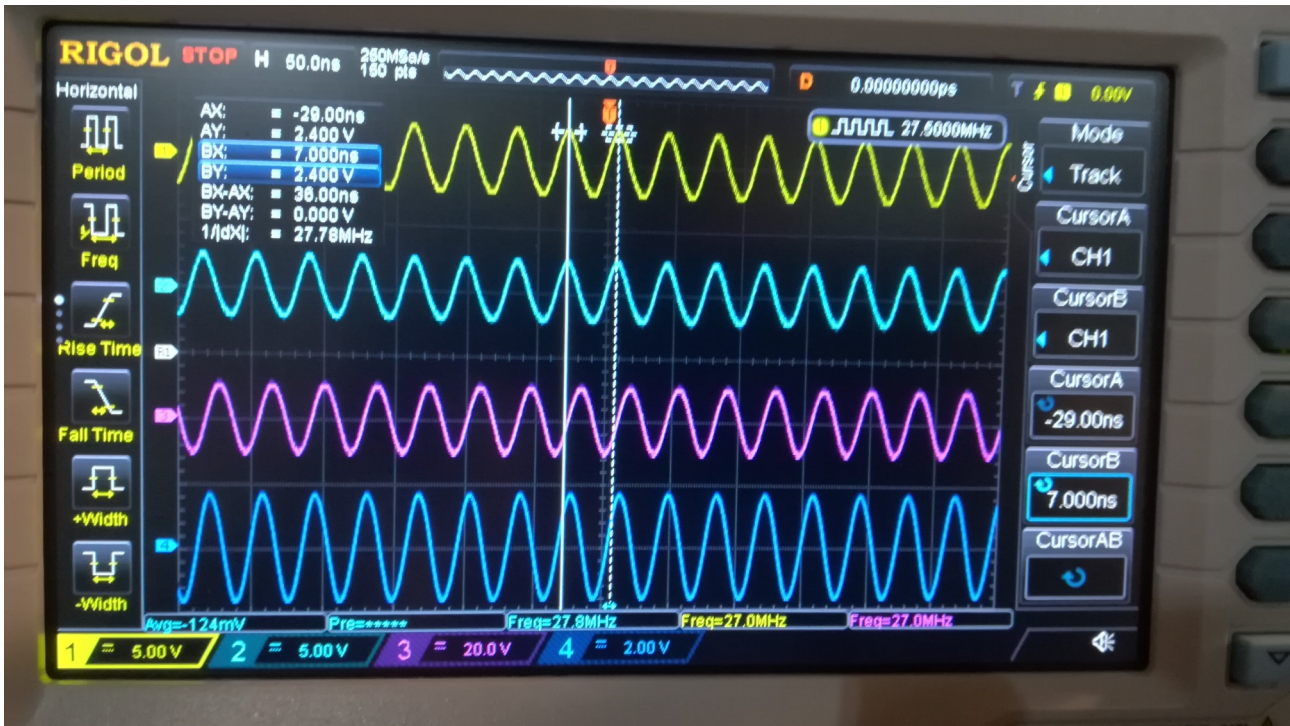 RIGOL STOP H 50.0ns 250MSa/s 150 pts D 0.00000000ps T 0.00V
Horizontal
Period
Freq
Rise Time
Fall Time
+Width
-Width
AX: = -29.00ns
AY: = 2.400 V
BX: = 7.000ns
BY: = 2.400 V
BX-AX: = 36.00ns
BY-AY: = 0.000 V
1/|dX|: = 27.78MHz
1 27.5000MHz
R1
Cursor
Mode
Track
CursorA
CH1
CursorB
CH1
CursorA
-29.00ns
CursorB
7.000ns
CursorAB
Avg=-124mV Pre=***** Freq=27.8MHz Freq=27.0MHz Freq=27.0MHz
1 = 5.00 V 2 = 5.00 V 3 = 20.0 V 4 = 2.00 V